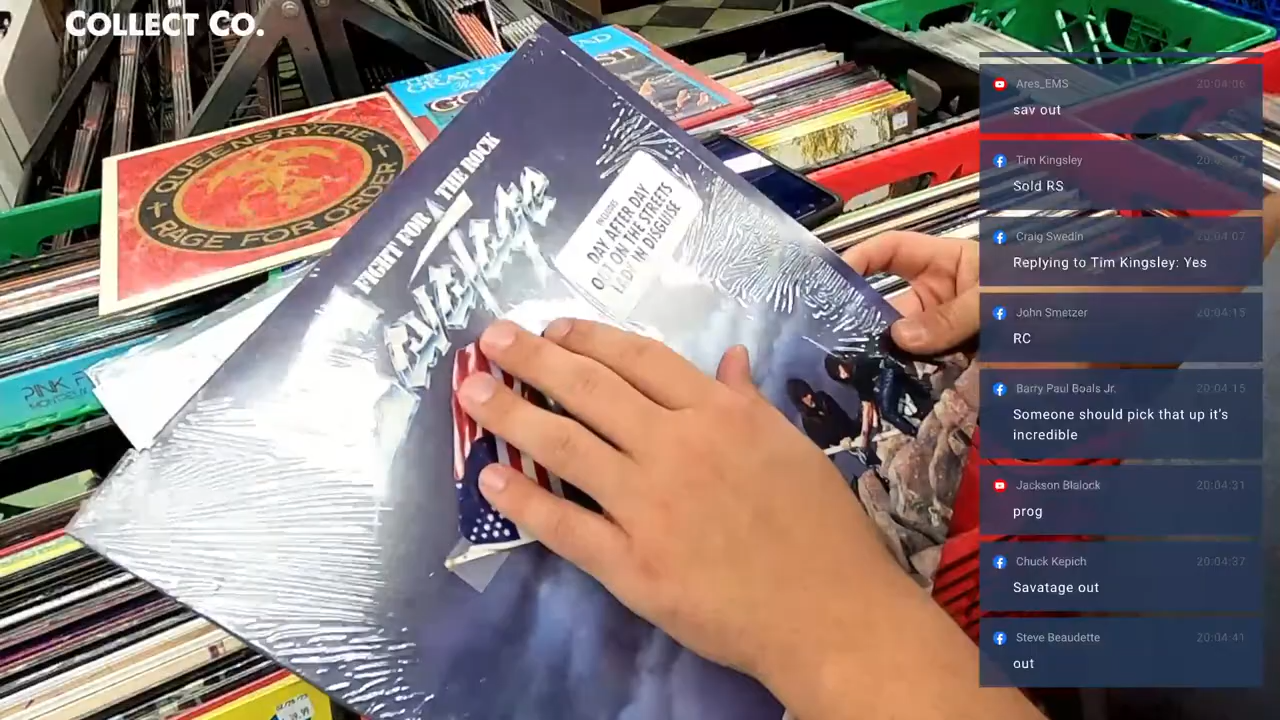 COLLECT CO.
QUEENSRYCHE
RAGE FOR ORDER
GRATEFUL
FIGHT FOR THE ROCK
SAVATAGE
INCLUDES
DAY AFTER DAY
OUT ON THE STREETS
LADY IN DISGUISE
PINK
Ares_EMS 20:04:06
sav out
Tim Kingsley
Sold RS
Craig Swedin 20:04:07
Replying to Tim Kingsley: Yes
John Smetzer 20:04:15
RC
Barry Paul Boals Jr. 20:04:15
Someone should pick that up it's
incredible
Jackson Blalock 20:04:31
prog
Chuck Kepich 20:04:37
Savatage out
Steve Beaudette 20:04:41
out